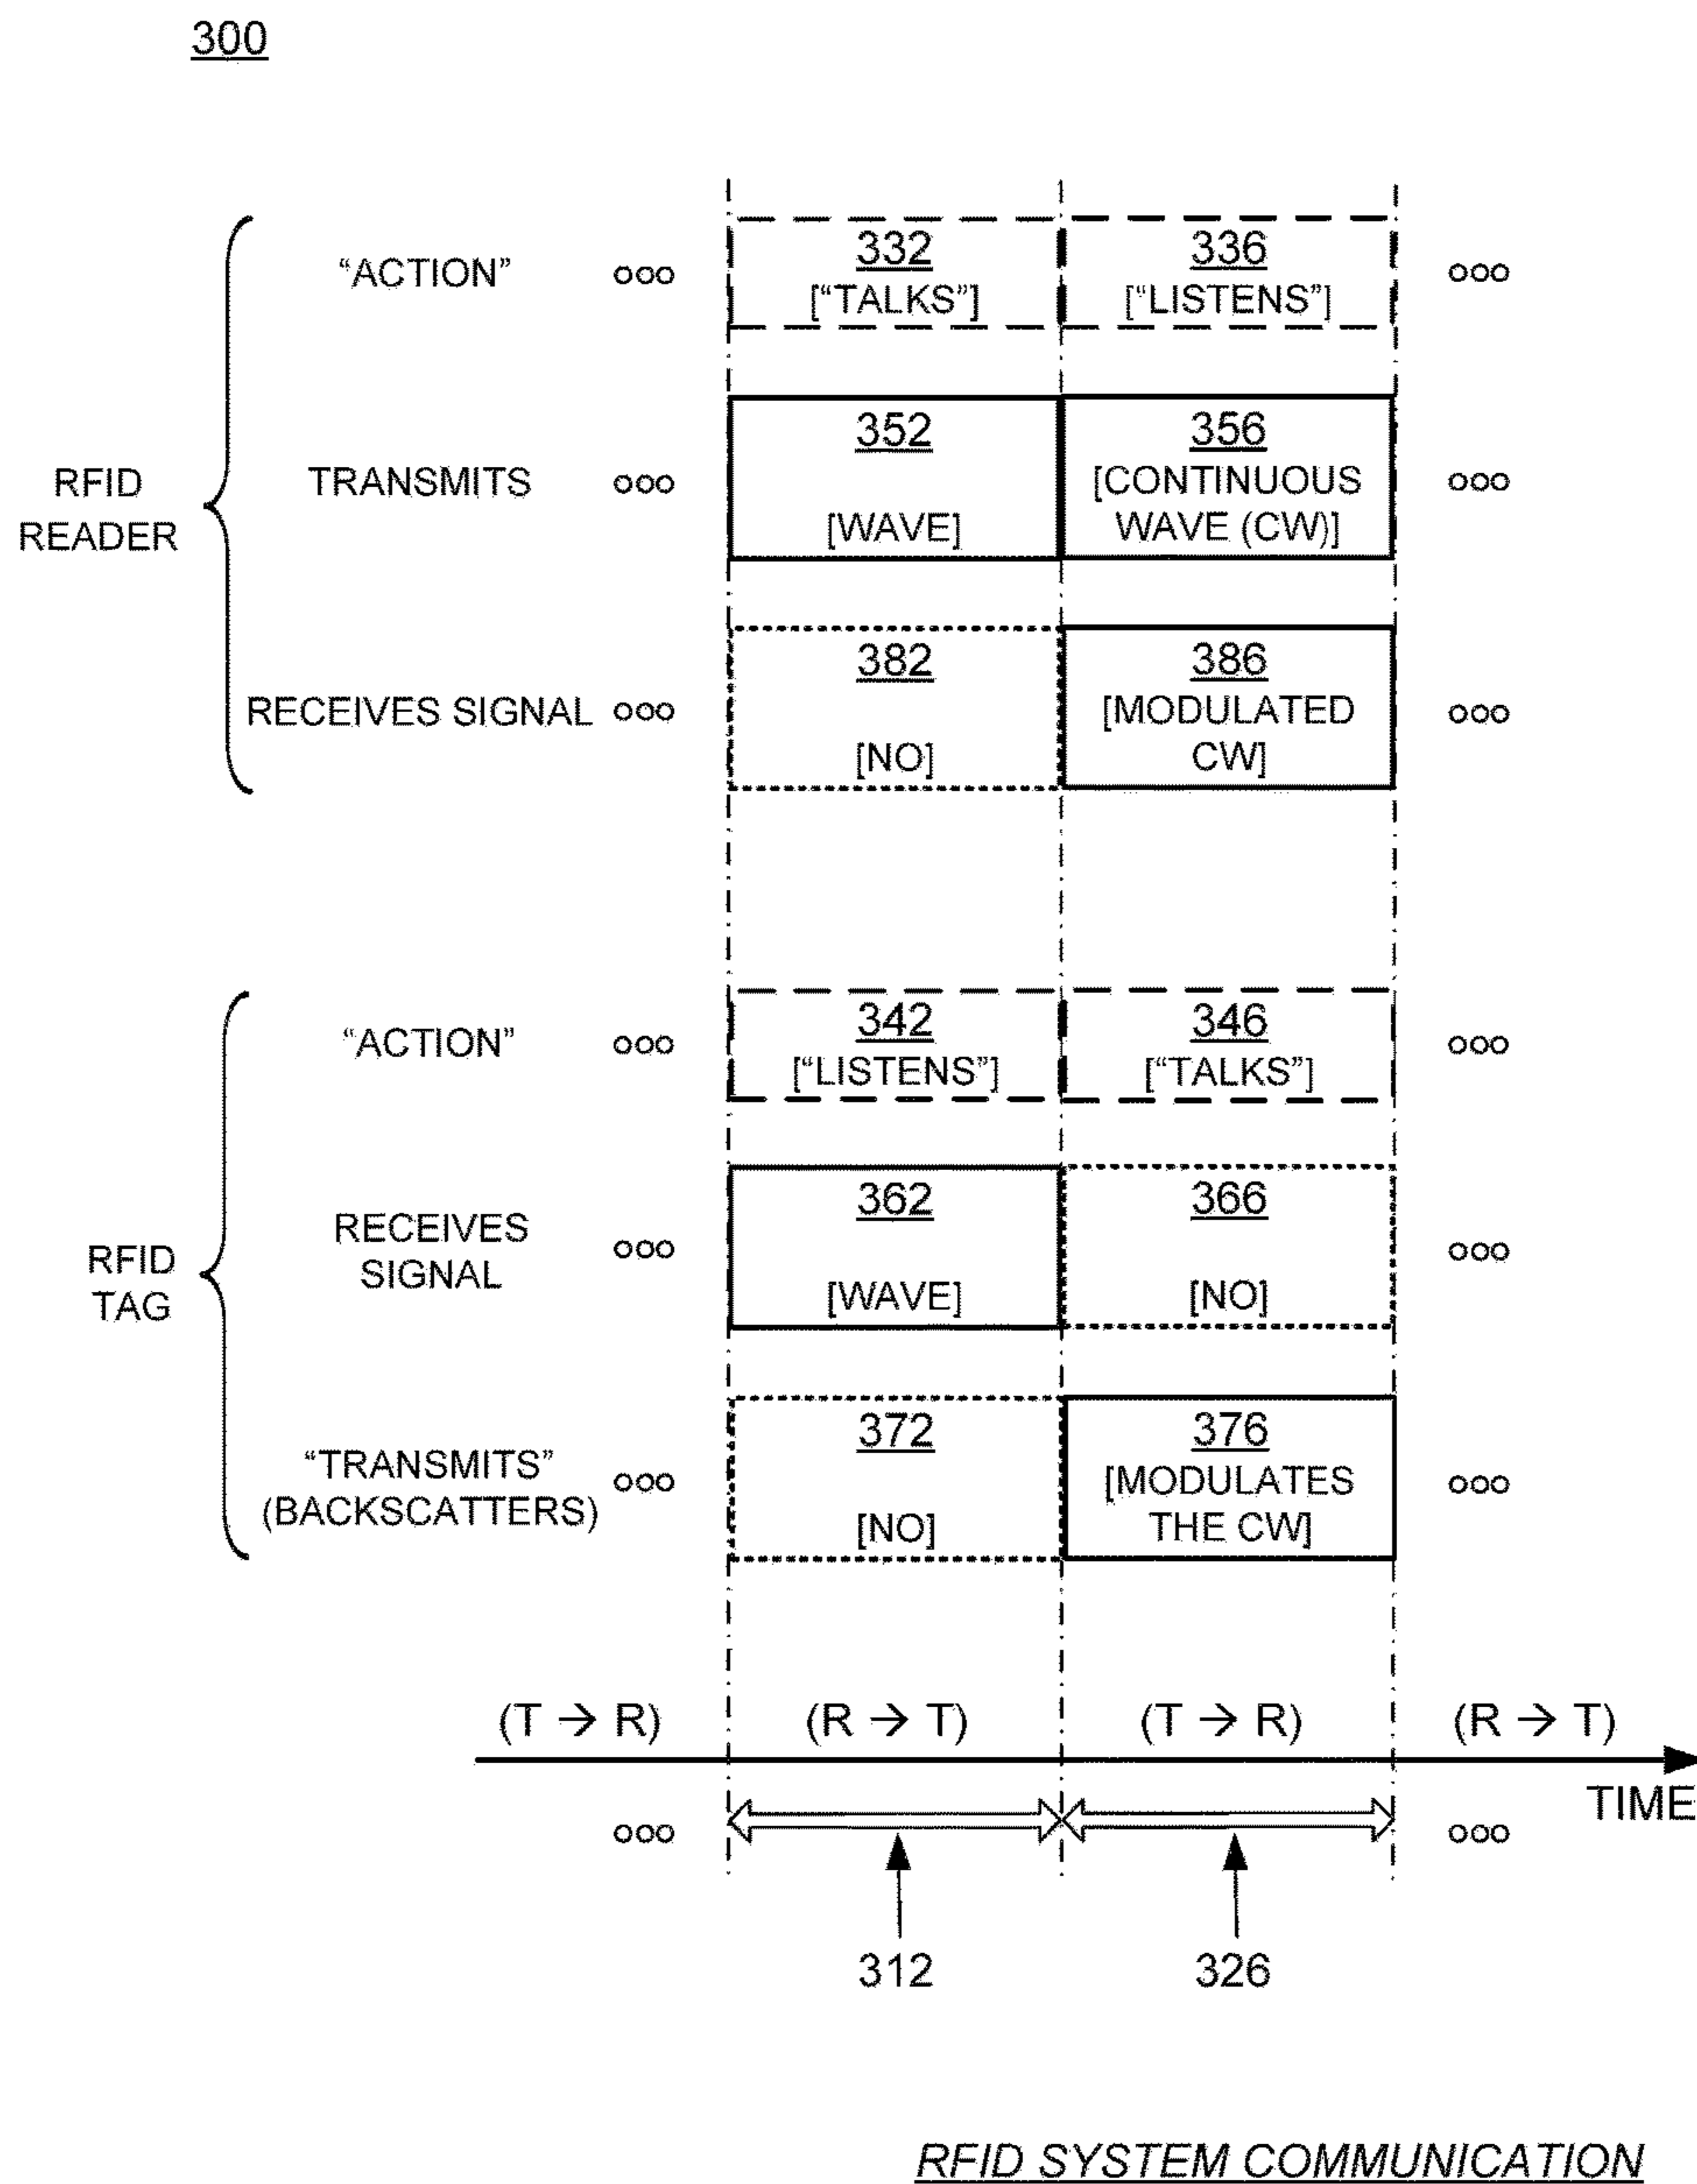 300
"ACTION"
ooo
332
["TALKS"]
336
["LISTENS"]
ooo
RFID
READER
TRANSMITS
ooo
352
[WAVE]
356
[CONTINUOUS
WAVE (CW)]
ooo
RECEIVES SIGNAL
ooo
382
[NO]
386
[MODULATED
CW]
ooo
"ACTION"
ooo
342
["LISTENS"]
346
["TALKS"]
ooo
RFID
TAG
RECEIVES
SIGNAL
ooo
362
[WAVE]
366
[NO]
ooo
"TRANSMITS"
(BACKSCATTERS)
ooo
372
[NO]
376
[MODULATES
THE CW]
ooo
(T → R) (R → T) (T → R) (R → T)
TIME
ooo ooo
312 326
RFID SYSTEM COMMUNICATION